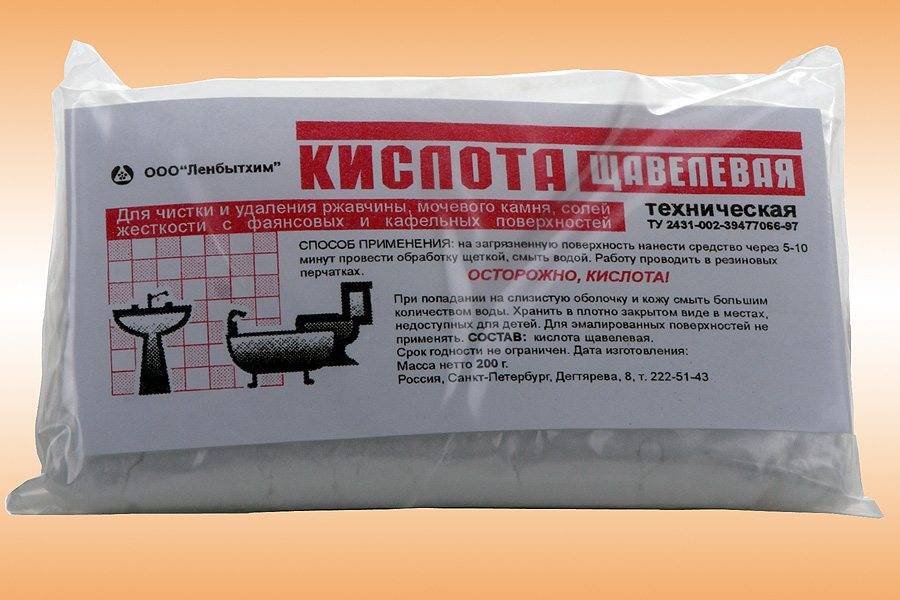 ООО"Ленбытхим"
КИСЛОТА ЩАВЕЛЕВАЯ
техническая
ТУ 2431-002-39477066-97
Для чистки и удаления ржавчины, мочевого камня, солей
жесткости с фаянсовых и кафельных поверхностей
СПОСОБ ПРИМЕНЕНИЯ: на загрязненную поверхность нанести средство через 5-10
минут провести обработку щеткой, смыть водой. Работу проводить в резиновых
перчатках.
ОСТОРОЖНО, КИСЛОТА!
При попадании на слизистую оболочку и кожу смыть большим
количеством воды. Хранить в плотно закрытом виде в местах,
недоступных для детей. Для эмалированных поверхностей не
применять. СОСТАВ: кислота щавелевая.
Срок годности не ограничен. Дата изготовления:
Масса нетто 200 г.
Россия, Санкт-Петербург, Дегтярева, 8, т. 222-51-43